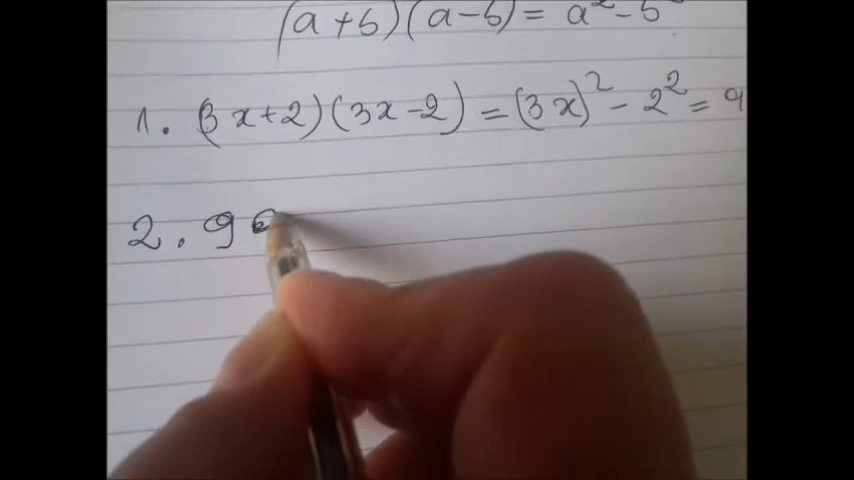 (a+b)(a-b) = a² - b²
1. (3x+2)(3x-2) = (3x)² - 2² = 9
2. 9